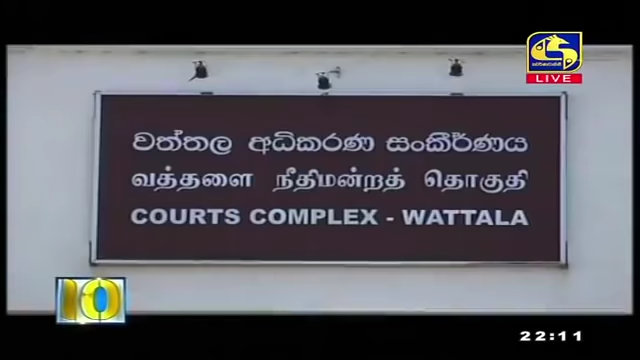 LIVE
වත්තල අධිකරණ සංකීර්ණය
வத்தளை நீதிமன்றத் தொகுதி
COURTS COMPLEX - WATTALA
10
22:11